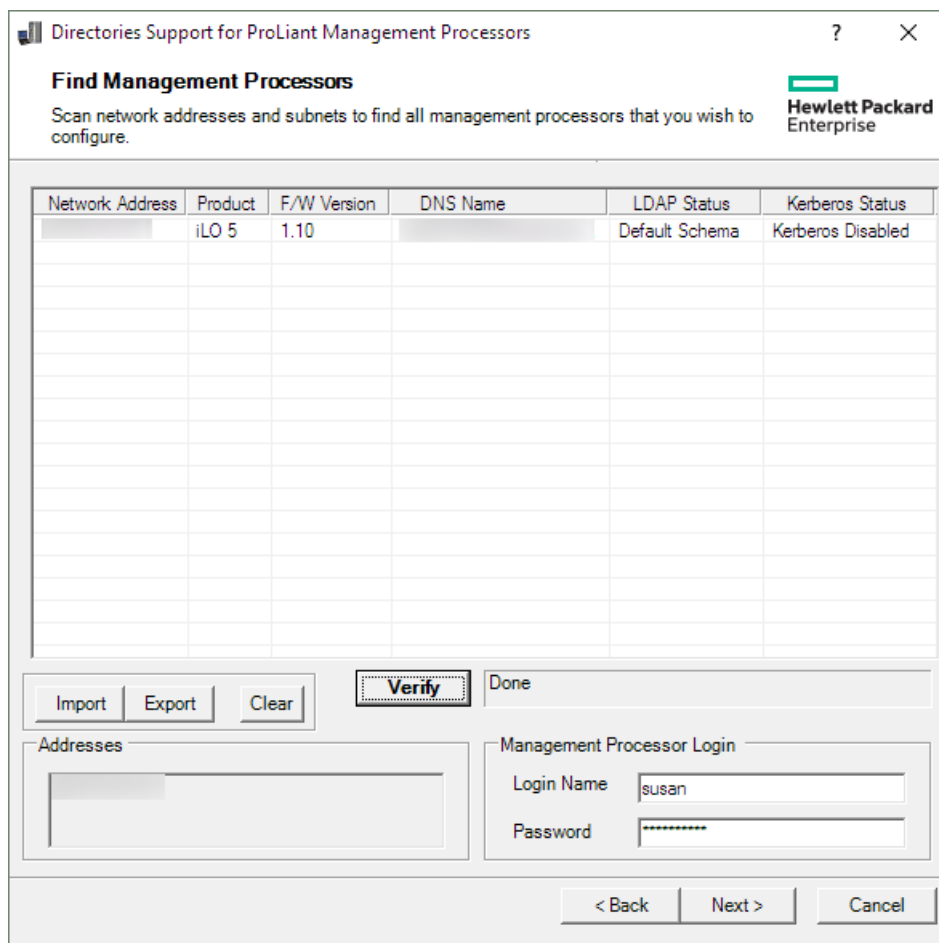 Directories Support for ProLiant Management Processors ?
Find Management Processors
Scan network addresses and subnets to find all management processors that you wish to
configure.
Hewlett Packard
Enterprise
Network Address Product F/W Version DNS Name LDAP Status Kerberos Status
iLO 5 1.10 Default Schema Kerberos Disabled
Import Export Clear Verify Done
Addresses
Management Processor Login
Login Name susan
Password **********
< Back Next > Cancel